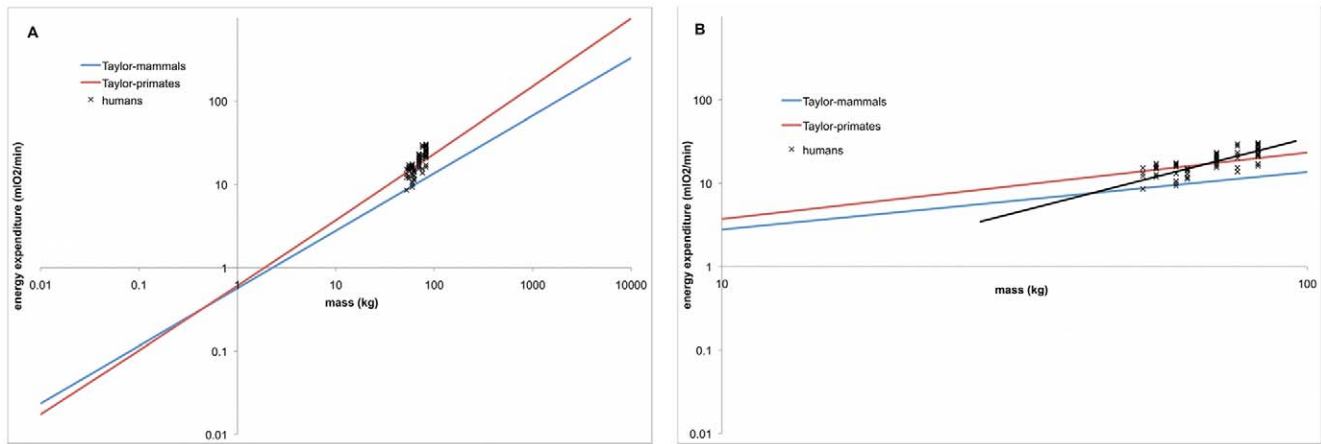 A
Taylor-mammals
Taylor-primates
humans
energy expenditure (mlO2/min)
100
10
1
0.1
0.01
0.01
0.1
1
10
100
1000
10000
mass (kg)
B
Taylor-mammals
Taylor-primates
humans
energy expenditure (mlO2/min)
100
10
1
0.1
0.01
10
100
mass (kg)